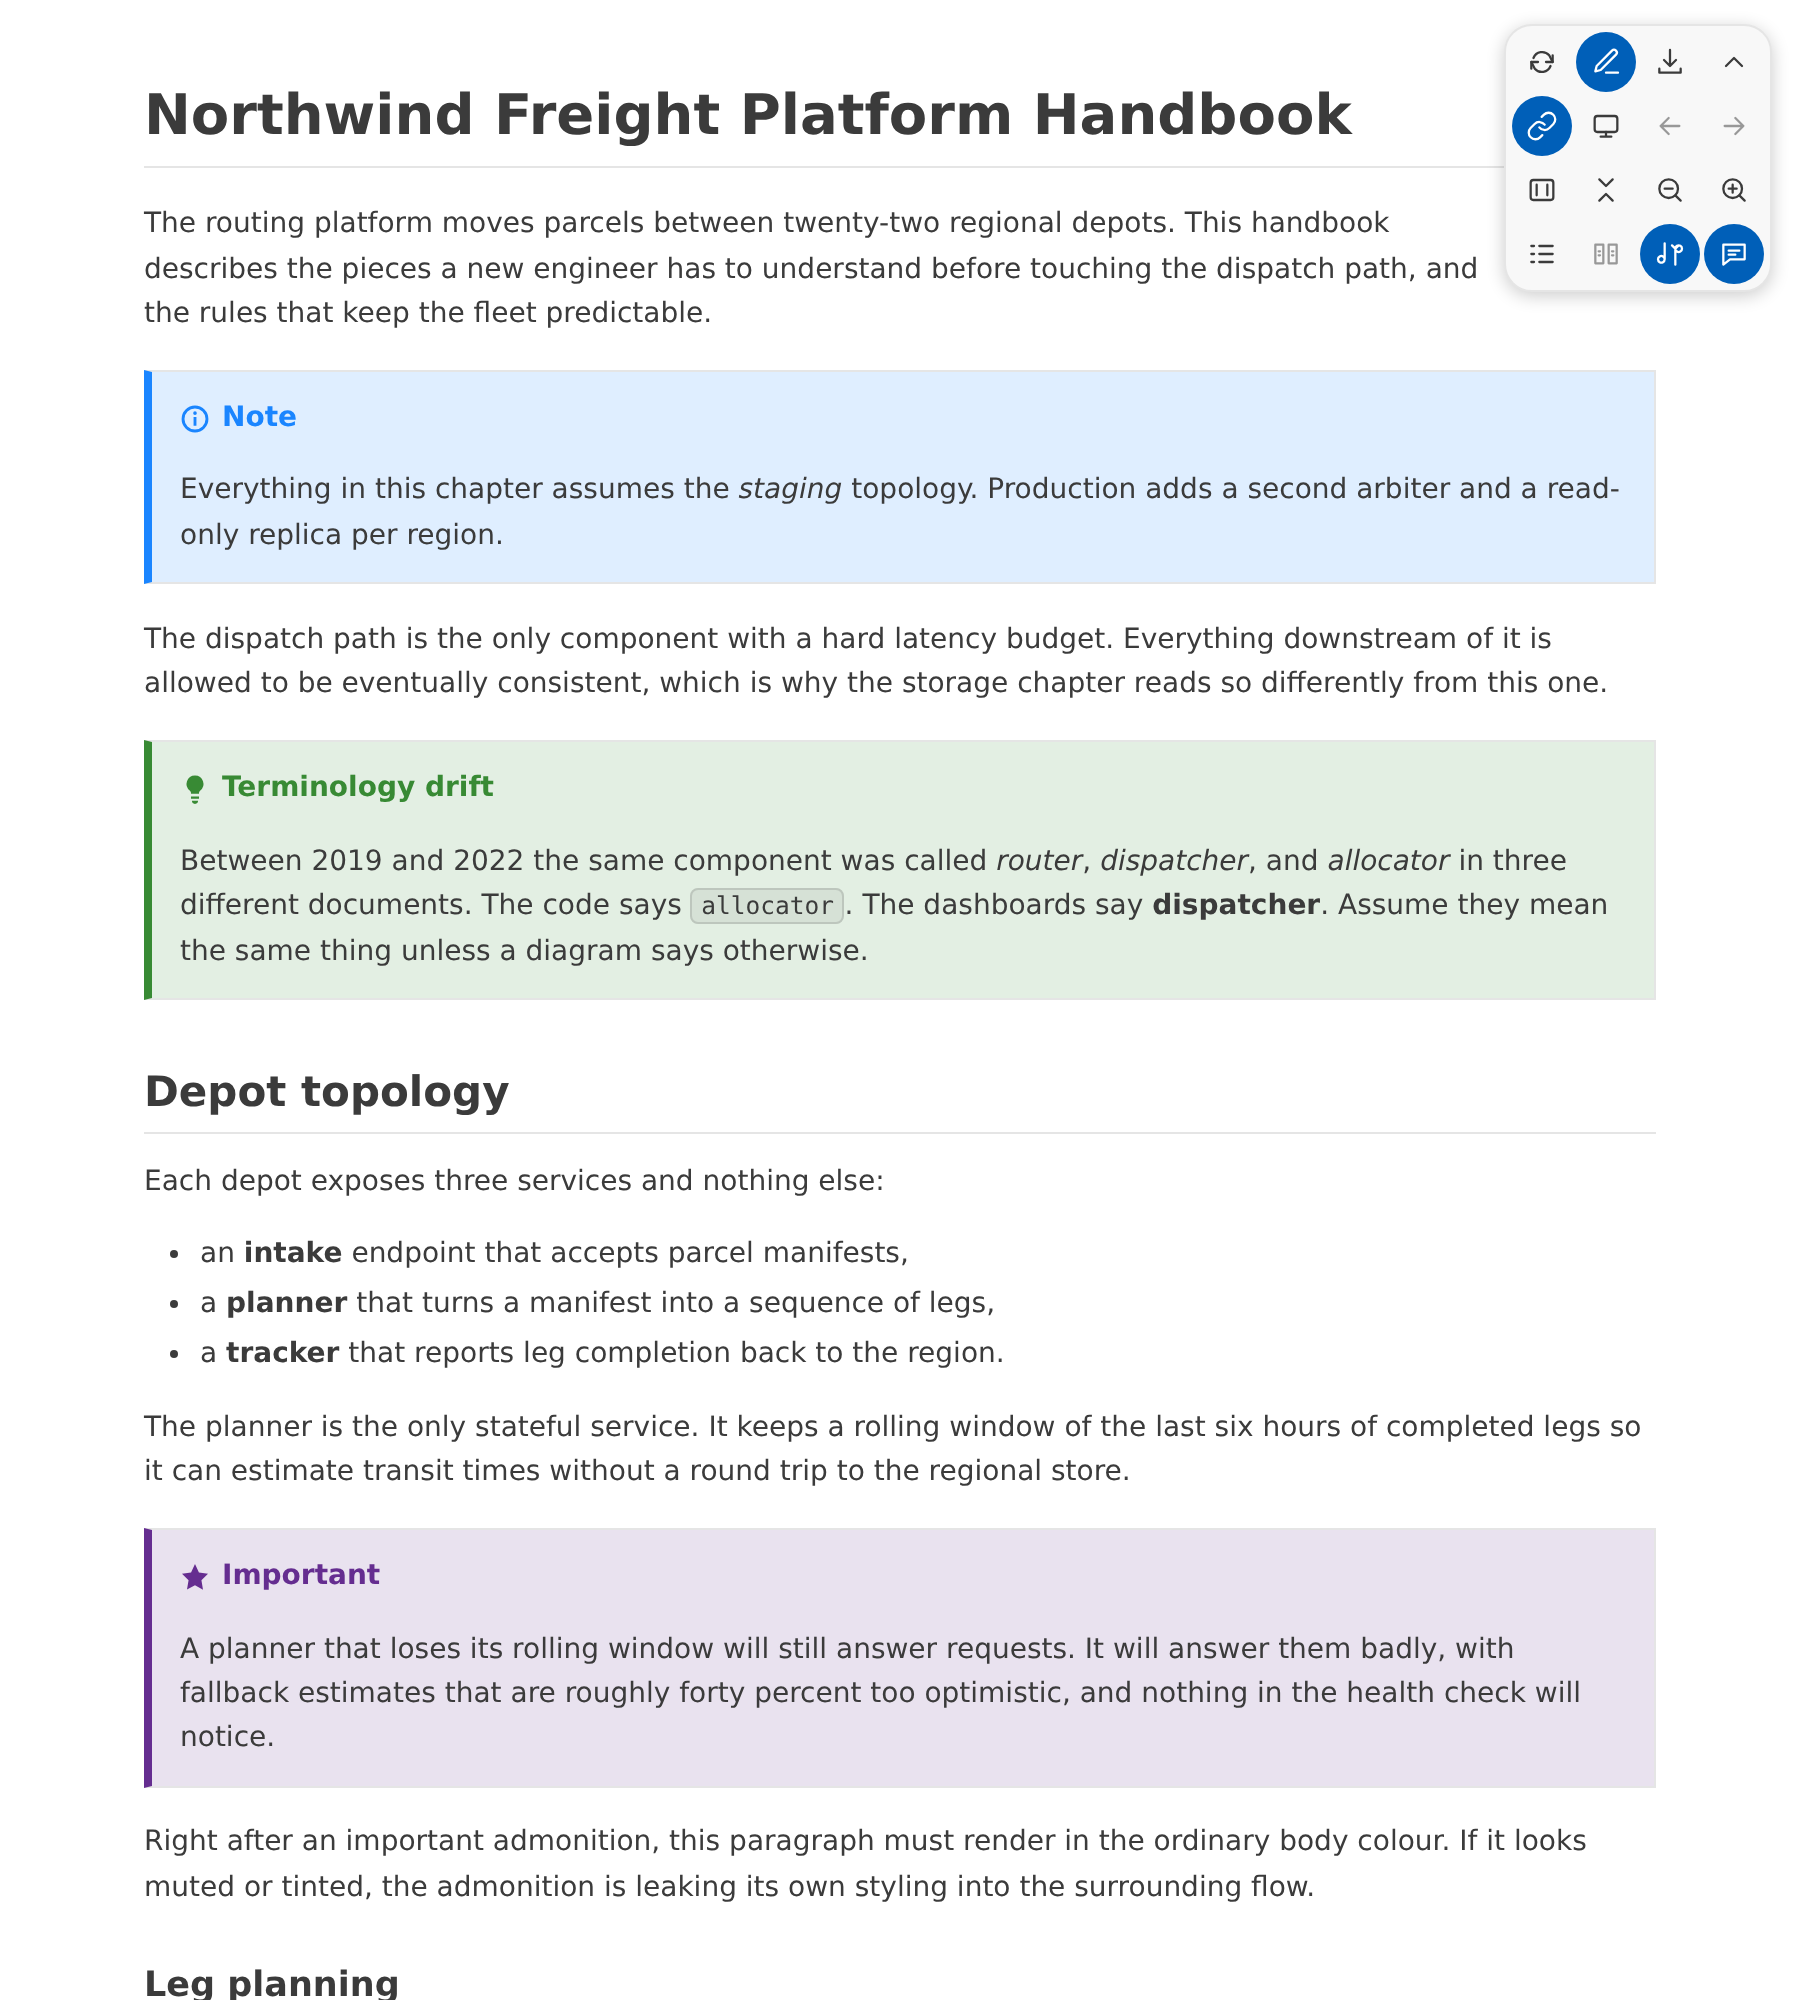 Northwind Freight Platform Handbook
The routing platform moves parcels between twenty-two regional depots. This handbook
describes the pieces a new engineer has to understand before touching the dispatch path, and
the rules that keep the fleet predictable.
Note
Everything in this chapter assumes the staging topology. Production adds a second arbiter and a read-
only replica per region.
The dispatch path is the only component with a hard latency budget. Everything downstream of it is
allowed to be eventually consistent, which is why the storage chapter reads so differently from this one.
Terminology drift
Between 2019 and 2022 the same component was called router, dispatcher, and allocator in three
different documents. The code says allocator. The dashboards say dispatcher. Assume they mean
the same thing unless a diagram says otherwise.
Depot topology
Each depot exposes three services and nothing else:
• an intake endpoint that accepts parcel manifests,
• a planner that turns a manifest into a sequence of legs,
• a tracker that reports leg completion back to the region.
The planner is the only stateful service. It keeps a rolling window of the last six hours of completed legs so
it can estimate transit times without a round trip to the regional store.
Important
A planner that loses its rolling window will still answer requests. It will answer them badly, with
fallback estimates that are roughly forty percent too optimistic, and nothing in the health check will
notice.
Right after an important admonition, this paragraph must render in the ordinary body colour. If it looks
muted or tinted, the admonition is leaking its own styling into the surrounding flow.
Leg planning